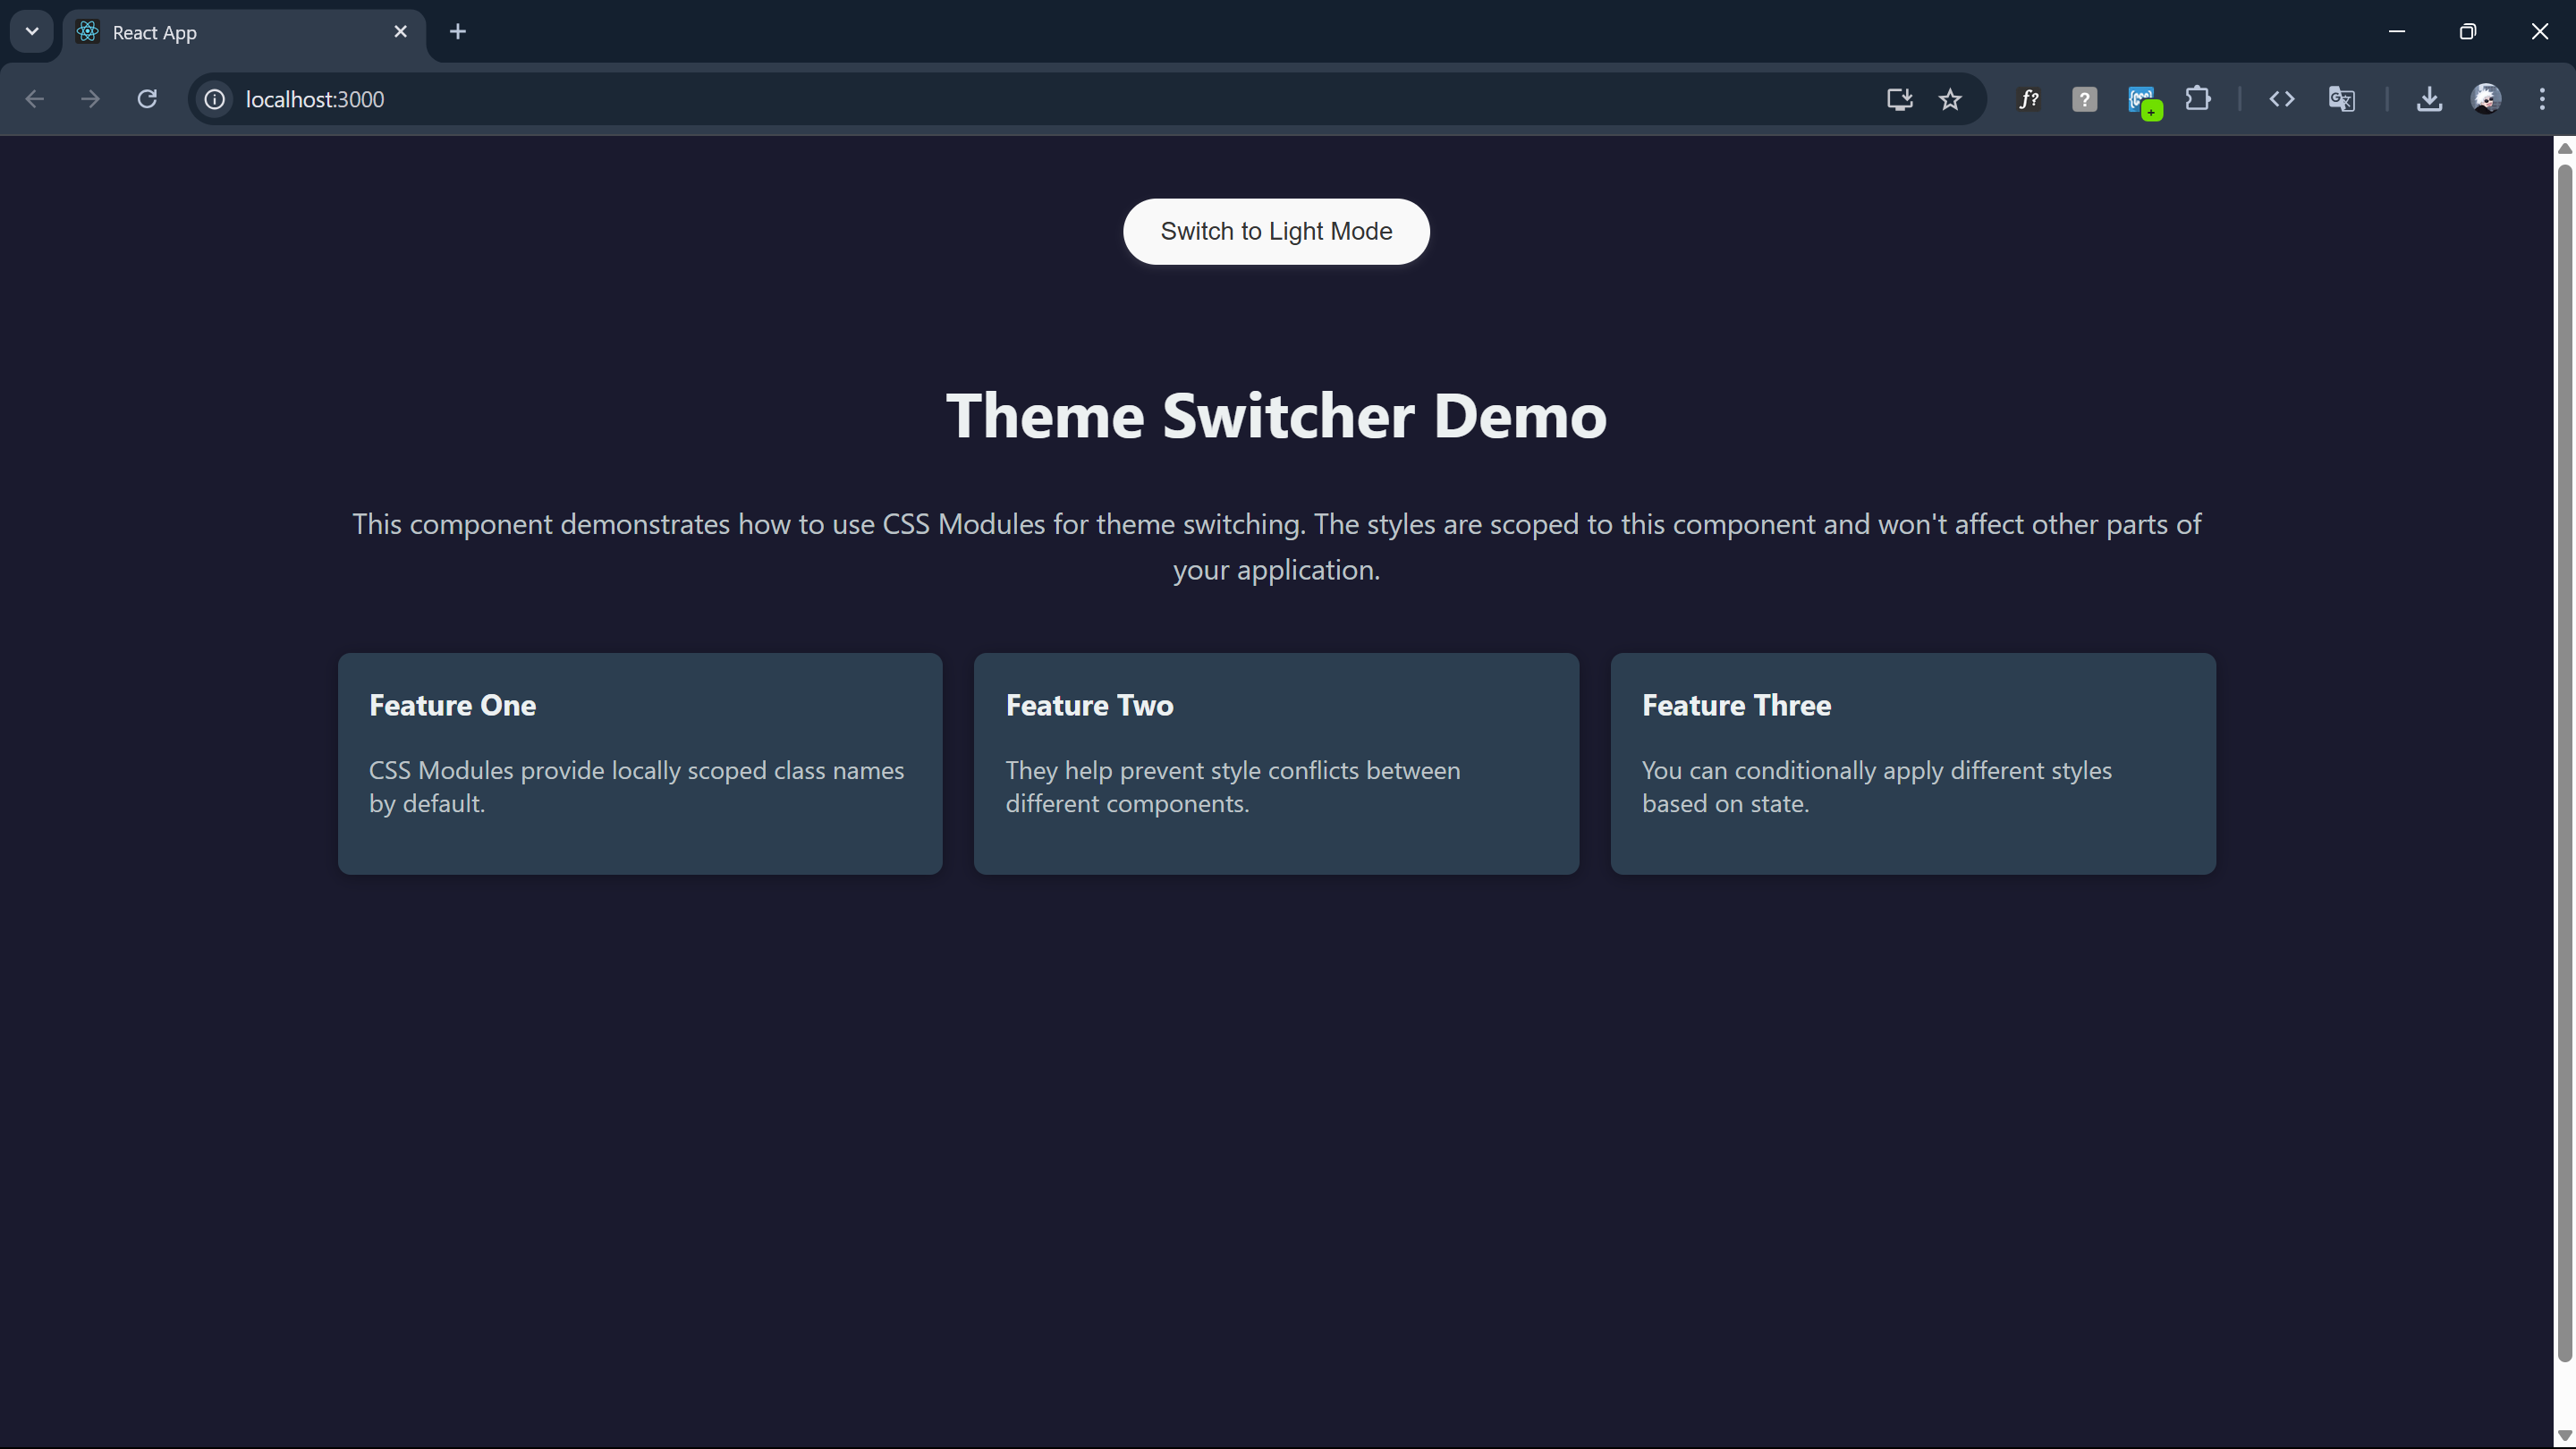 React App
localhost:3000
Switch to Light Mode
Theme Switcher Demo
This component demonstrates how to use CSS Modules for theme switching. The styles are scoped to this component and won't affect other parts of
your application.
Feature One
CSS Modules provide locally scoped class names
by default.
Feature Two
They help prevent style conflicts between
different components.
Feature Three
You can conditionally apply different styles
based on state.